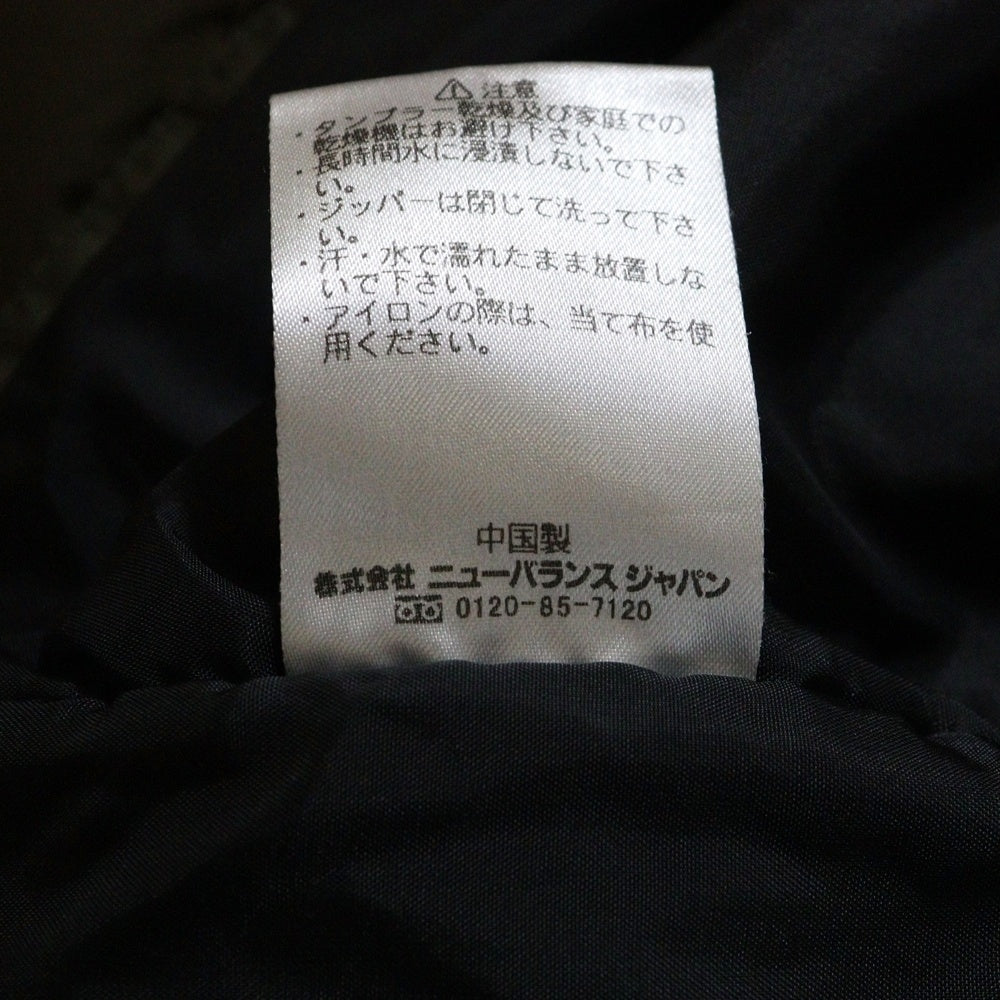 ⚠ 注意
・タンブラー乾燥及び家庭での
乾燥機はお避け下さい。
・長時間水に浸漬しないで下さ
い。
・ジッパーは閉じて洗って下さ
い。
・汗・水で濡れたまま放置しな
いで下さい。
・アイロンの際は、当て布を使
用ください。
中国製
株式会社 ニューバランス ジャパン
0120-85-7120